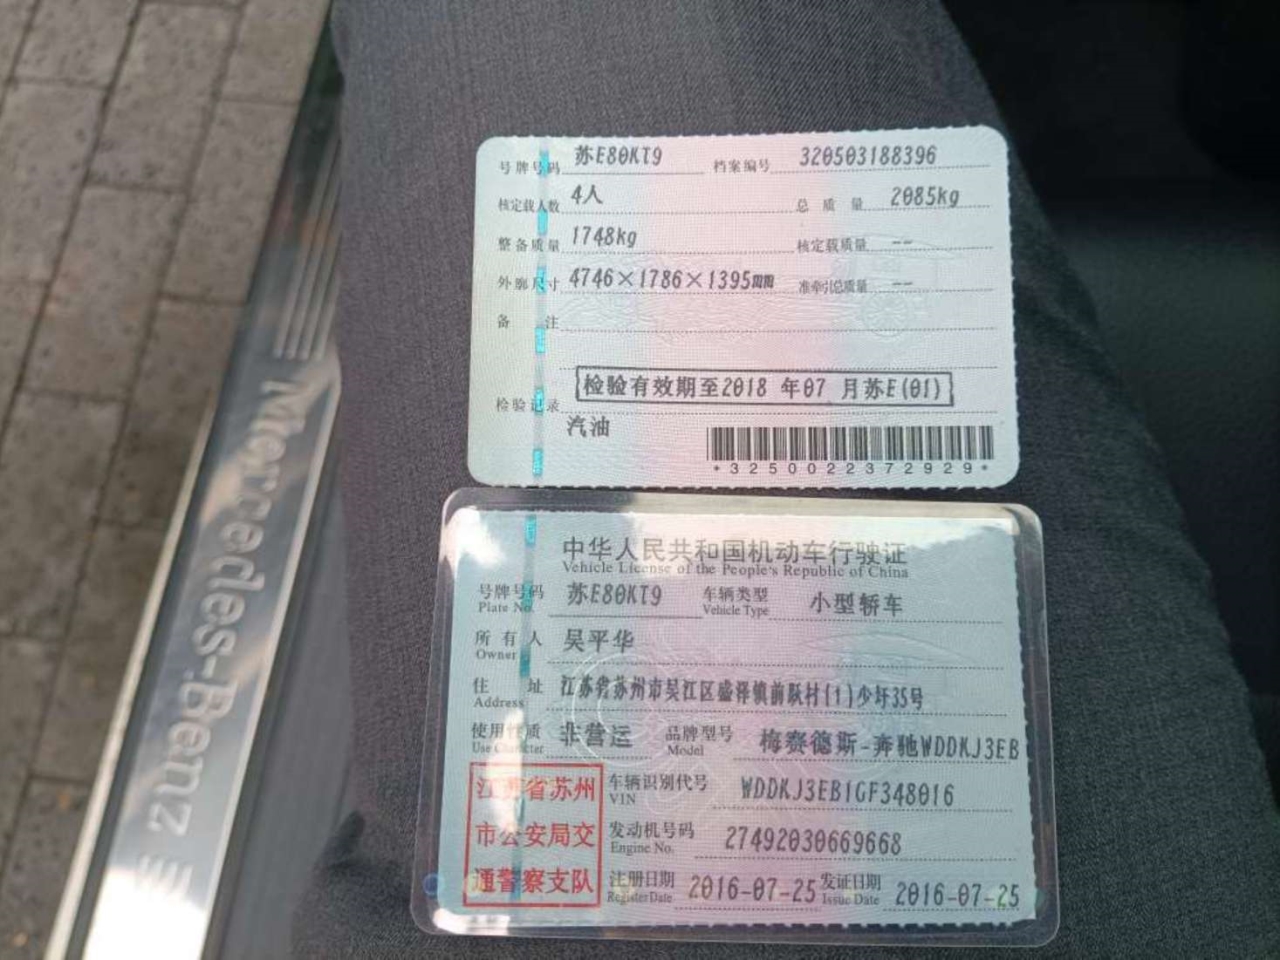 号牌号码 苏E80KT9 档案编号 320503188396
核定载人数 4人 总质量 2085kg
整备质量 1748kg 核定载质量 --
外廓尺寸 4746×1786×1395mm 准牵引总质量 --
备注
检验有效期至2018 年07 月苏E(01)
检验记录
汽油
*3250022372929*
中华人民共和国机动车行驶证
Vehicle License of the People's Republic of China
号牌号码 苏E80KT9 车辆类型 小型轿车
Plate No. Vehicle Type
所有人 吴平华
Owner
住址 江苏省苏州市吴江区盛泽镇前跃村(1)少圩35号
Address
使用性质 非营运 品牌型号 梅赛德斯-奔驰WDDKJ3EB
Use Character Model
江苏省苏州
市公安局交
通警察支队
车辆识别代号 WDDKJ3EB1GF348016
VIN
发动机号码 27492030669668
Engine No.
注册日期 2016-07-25 发证日期 2016-07-25
Register Date Issue Date
Mercedes-Benz